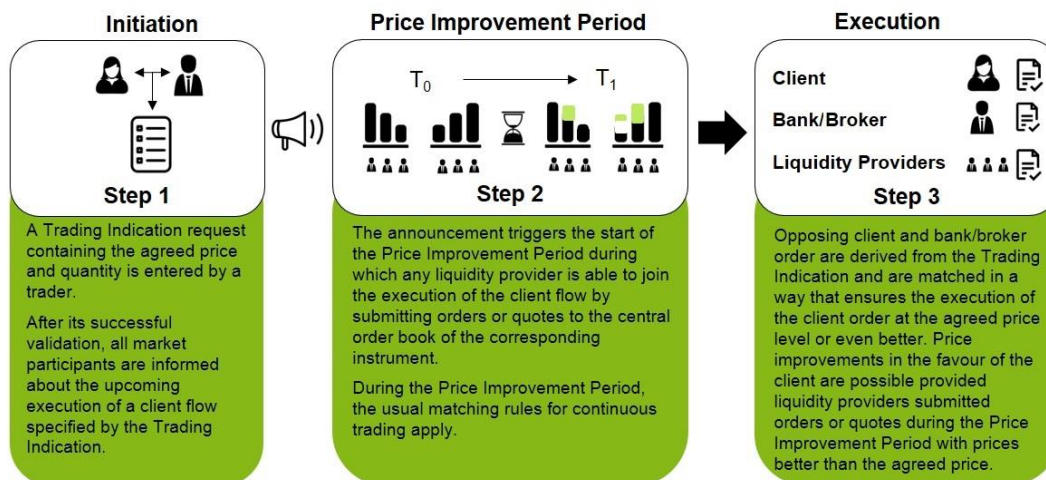 Initiation
Step 1
A Trading Indication request
containing the agreed price
and quantity is entered by a
trader.
After its successful
validation, all market
participants are informed
about the upcoming
execution of a client flow
specified by the Trading
Indication.
Price Improvement Period
T0
T1
Step 2
The announcement triggers the start of
the Price Improvement Period during
which any liquidity provider is able to join
the execution of the client flow by
submitting orders or quotes to the central
order book of the corresponding
instrument.
During the Price Improvement Period,
the usual matching rules for continuous
trading apply.
Execution
Client
Bank/Broker
Liquidity Providers
Step 3
Opposing client and bank/broker
order are derived from the Trading
Indication and are matched in a
way that ensures the execution of
the client order at the agreed price
level or even better. Price
improvements in the favour of the
client are possible provided
liquidity providers submitted
orders or quotes during the Price
Improvement Period with prices
better than the agreed price.